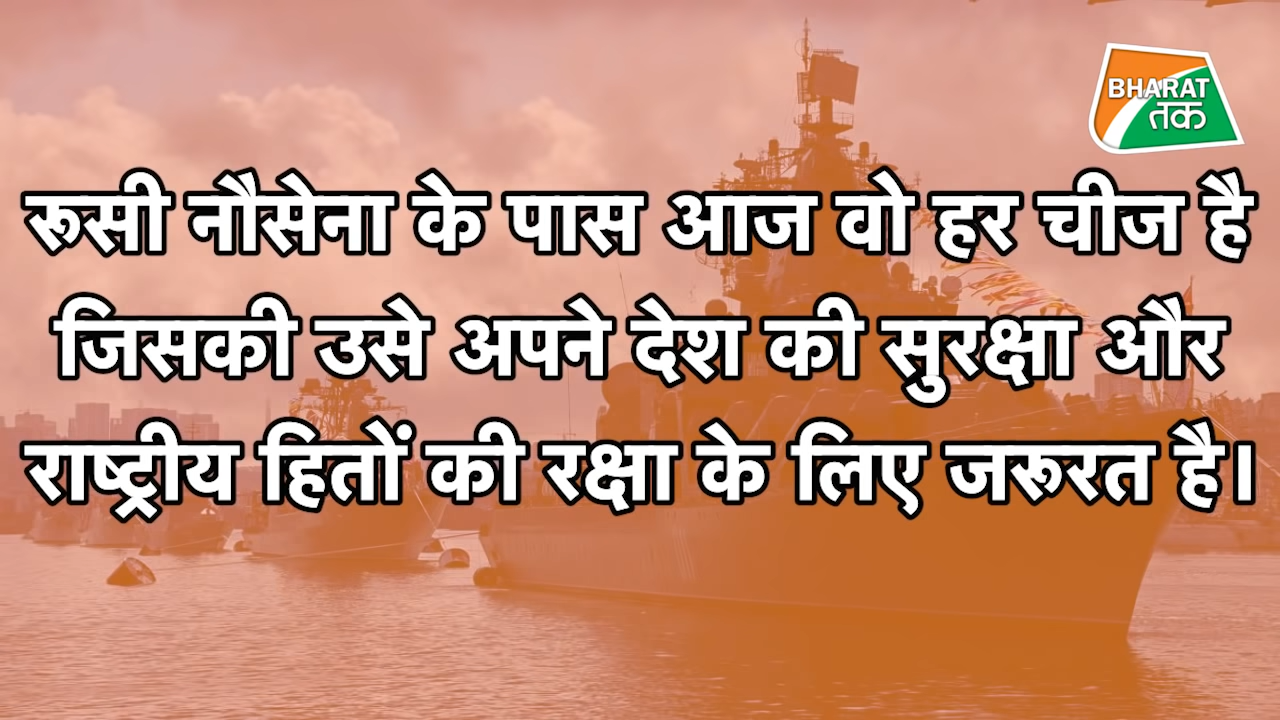 BHARAT
तक
रूसी नौसेना के पास आज वो हर चीज है
जिसकी उसे अपने देश की सुरक्षा और
राष्ट्रीय हितों की रक्षा के लिए जरूरत है।